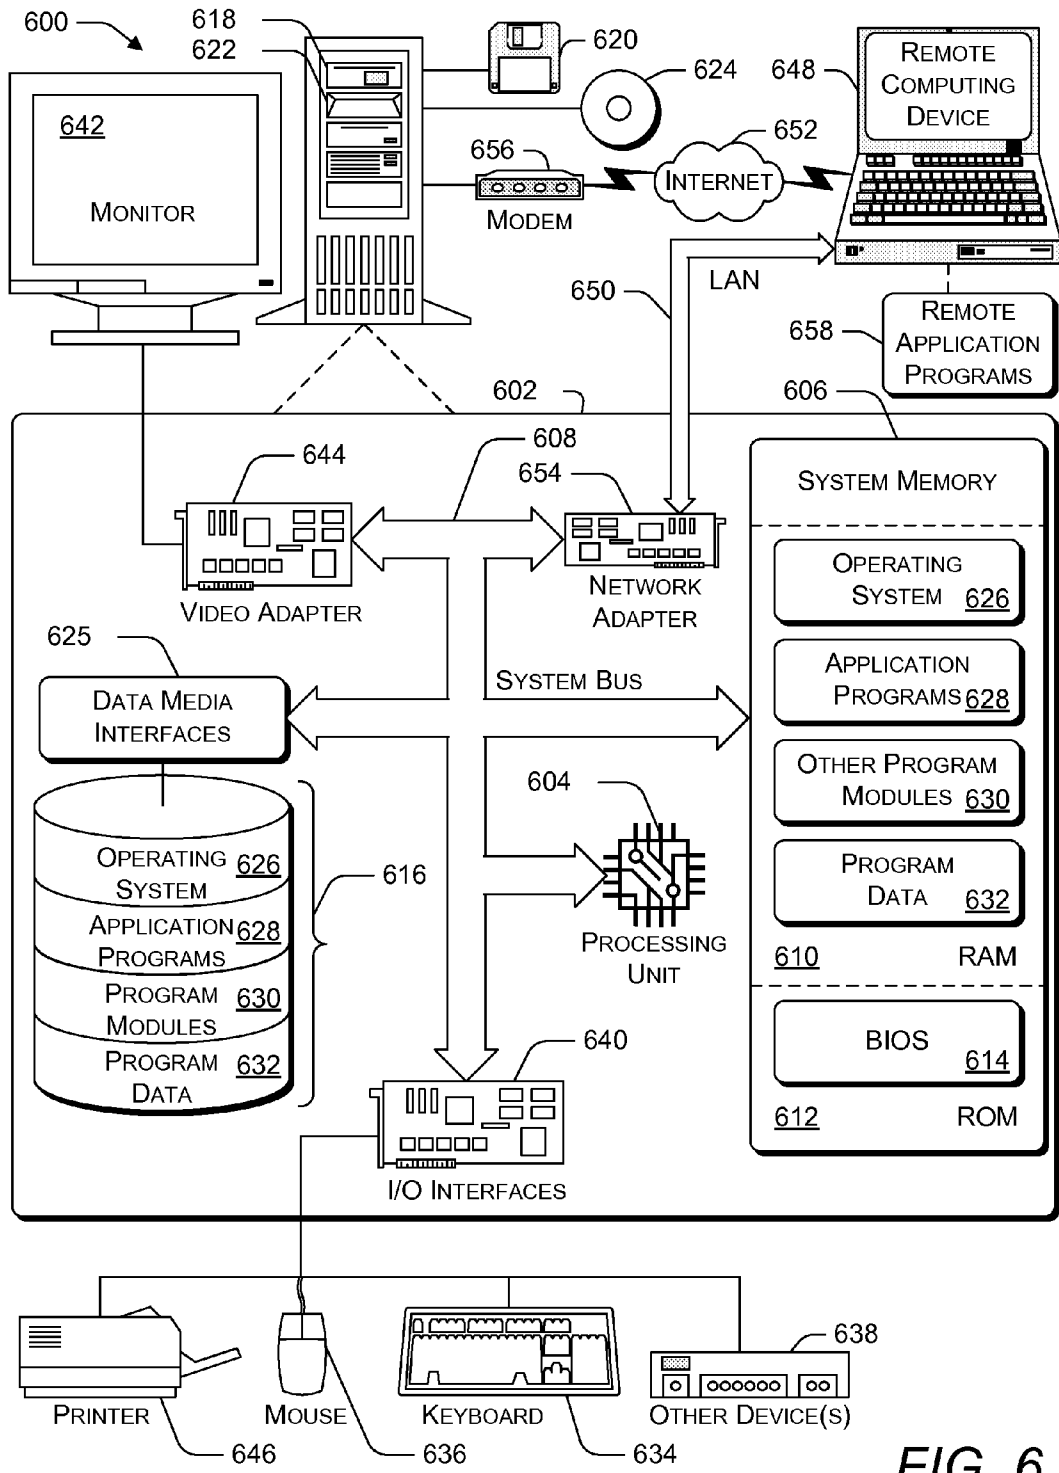 600
618
622
620
624
648
REMOTE
COMPUTING
DEVICE
642
MONITOR
656
MODEM
652
INTERNET
LAN
650
658
REMOTE
APPLICATION
PROGRAMS
602
606
644
608
654
VIDEO ADAPTER
NETWORK
ADAPTER
SYSTEM MEMORY
OPERATING
SYSTEM 626
APPLICATION
PROGRAMS 628
OTHER PROGRAM
MODULES 630
PROGRAM
DATA 632
610 RAM
BIOS 614
612 ROM
625
DATA MEDIA
INTERFACES
SYSTEM BUS
604
PROCESSING
UNIT
OPERATING
SYSTEM 626
APPLICATION
PROGRAMS 628
PROGRAM
MODULES 630
PROGRAM
DATA 632
616
640
I/O INTERFACES
PRINTER
646
MOUSE
636
KEYBOARD
634
638
OTHER DEVICE(S)
FIG. 6